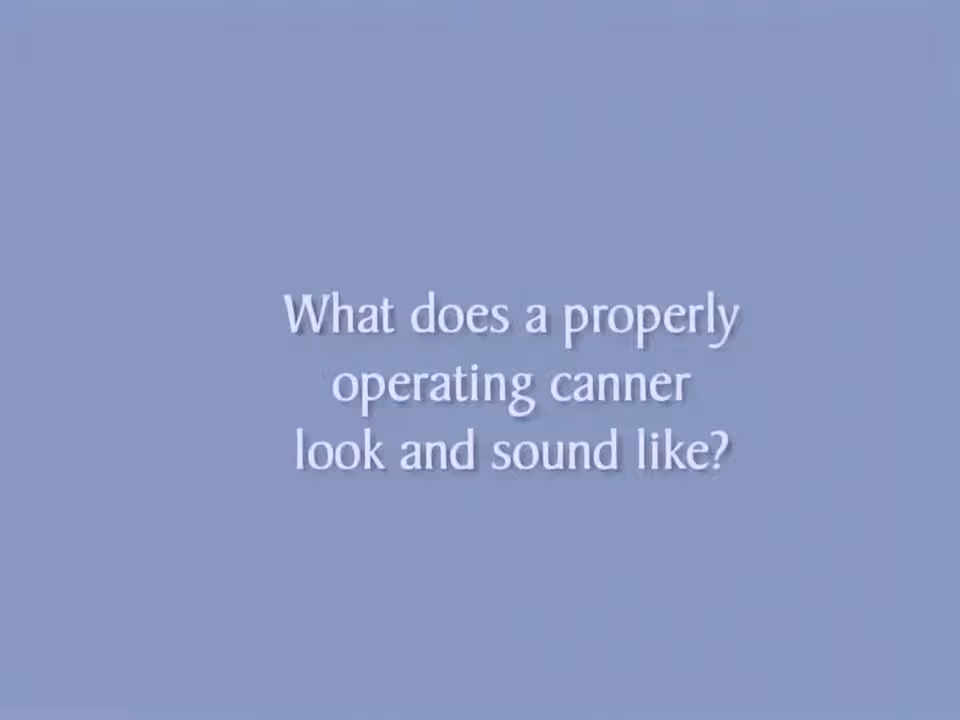 What does a properly
operating canner
look and sound like?